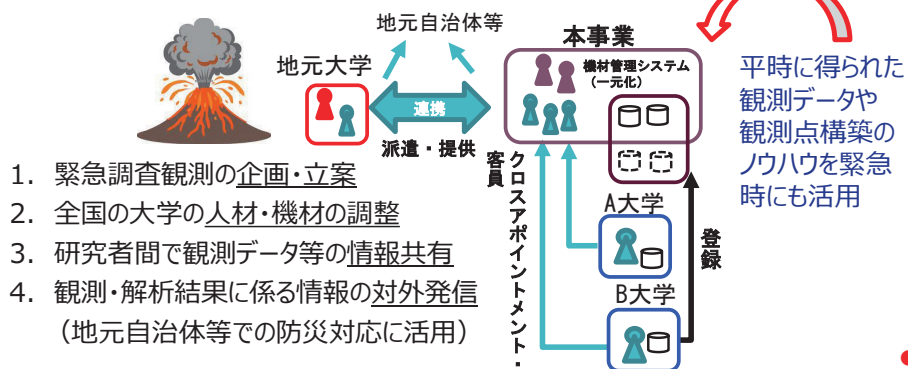 地元自治体等
本事業
地元大学
機材管理システム
（一元化）
連携
派遣・提供
クロスアポイントメント・
客員
A大学
登録
B大学
平時に得られた
観測データや
観測点構築の
ノウハウを緊急
時にも活用
1. 緊急調査観測の企画・立案
2. 全国の大学の人材・機材の調整
3. 研究者間で観測データ等の情報共有
4. 観測・解析結果に係る情報の対外発信
（地元自治体等での防災対応に活用）